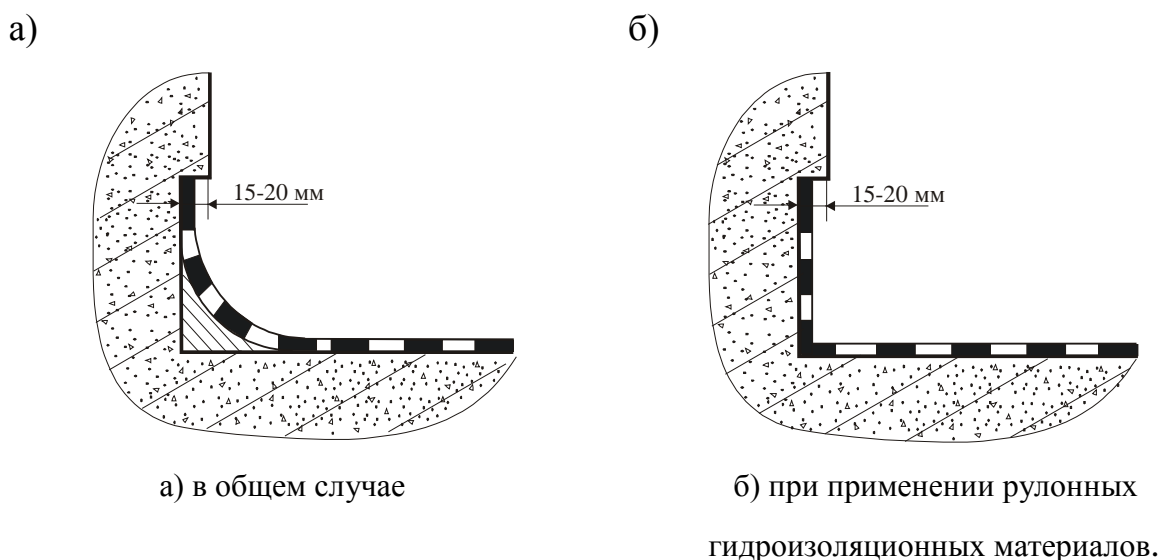 а)
б)
15-20 мм
15-20 мм
а) в общем случае
б) при применении рулонных
гидроизоляционных материалов.